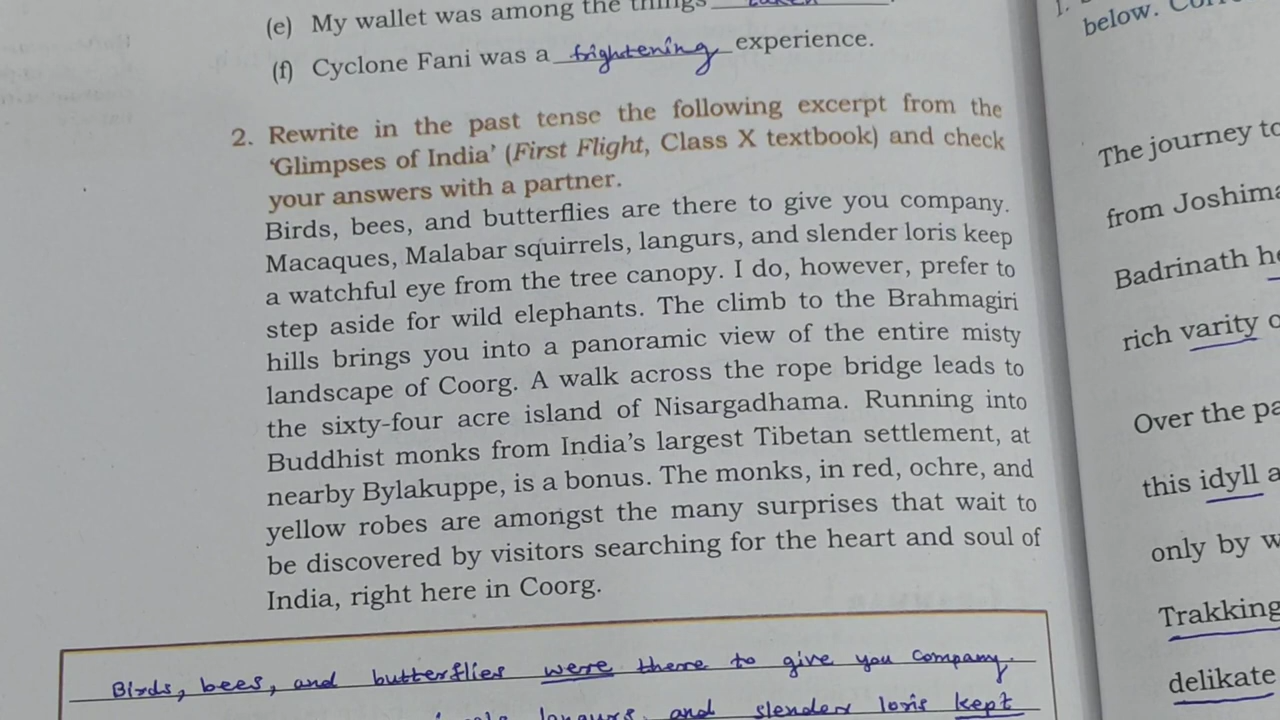 (e) My wallet was among the things taken.
(f) Cyclone Fani was a frightening experience.
2. Rewrite in the past tense the following excerpt from the
'Glimpses of India' (First Flight, Class X textbook) and check
your answers with a partner.
Birds, bees, and butterflies are there to give you company.
Macaques, Malabar squirrels, langurs, and slender loris keep
a watchful eye from the tree canopy. I do, however, prefer to
step aside for wild elephants. The climb to the Brahmagiri
hills brings you into a panoramic view of the entire misty
landscape of Coorg. A walk across the rope bridge leads to
the sixty-four acre island of Nisargadhama. Running into
Buddhist monks from India's largest Tibetan settlement, at
nearby Bylakuppe, is a bonus. The monks, in red, ochre, and
yellow robes are amongst the many surprises that wait to
be discovered by visitors searching for the heart and soul of
India, right here in Coorg.
Birds, bees, and butterflies were there to give you company.
langurs, and slender loris kept
1.
below.
The journey to
from Joshima
Badrinath he
rich varity o
Over the pa
this idyll a
only by w
Trakking
delikate